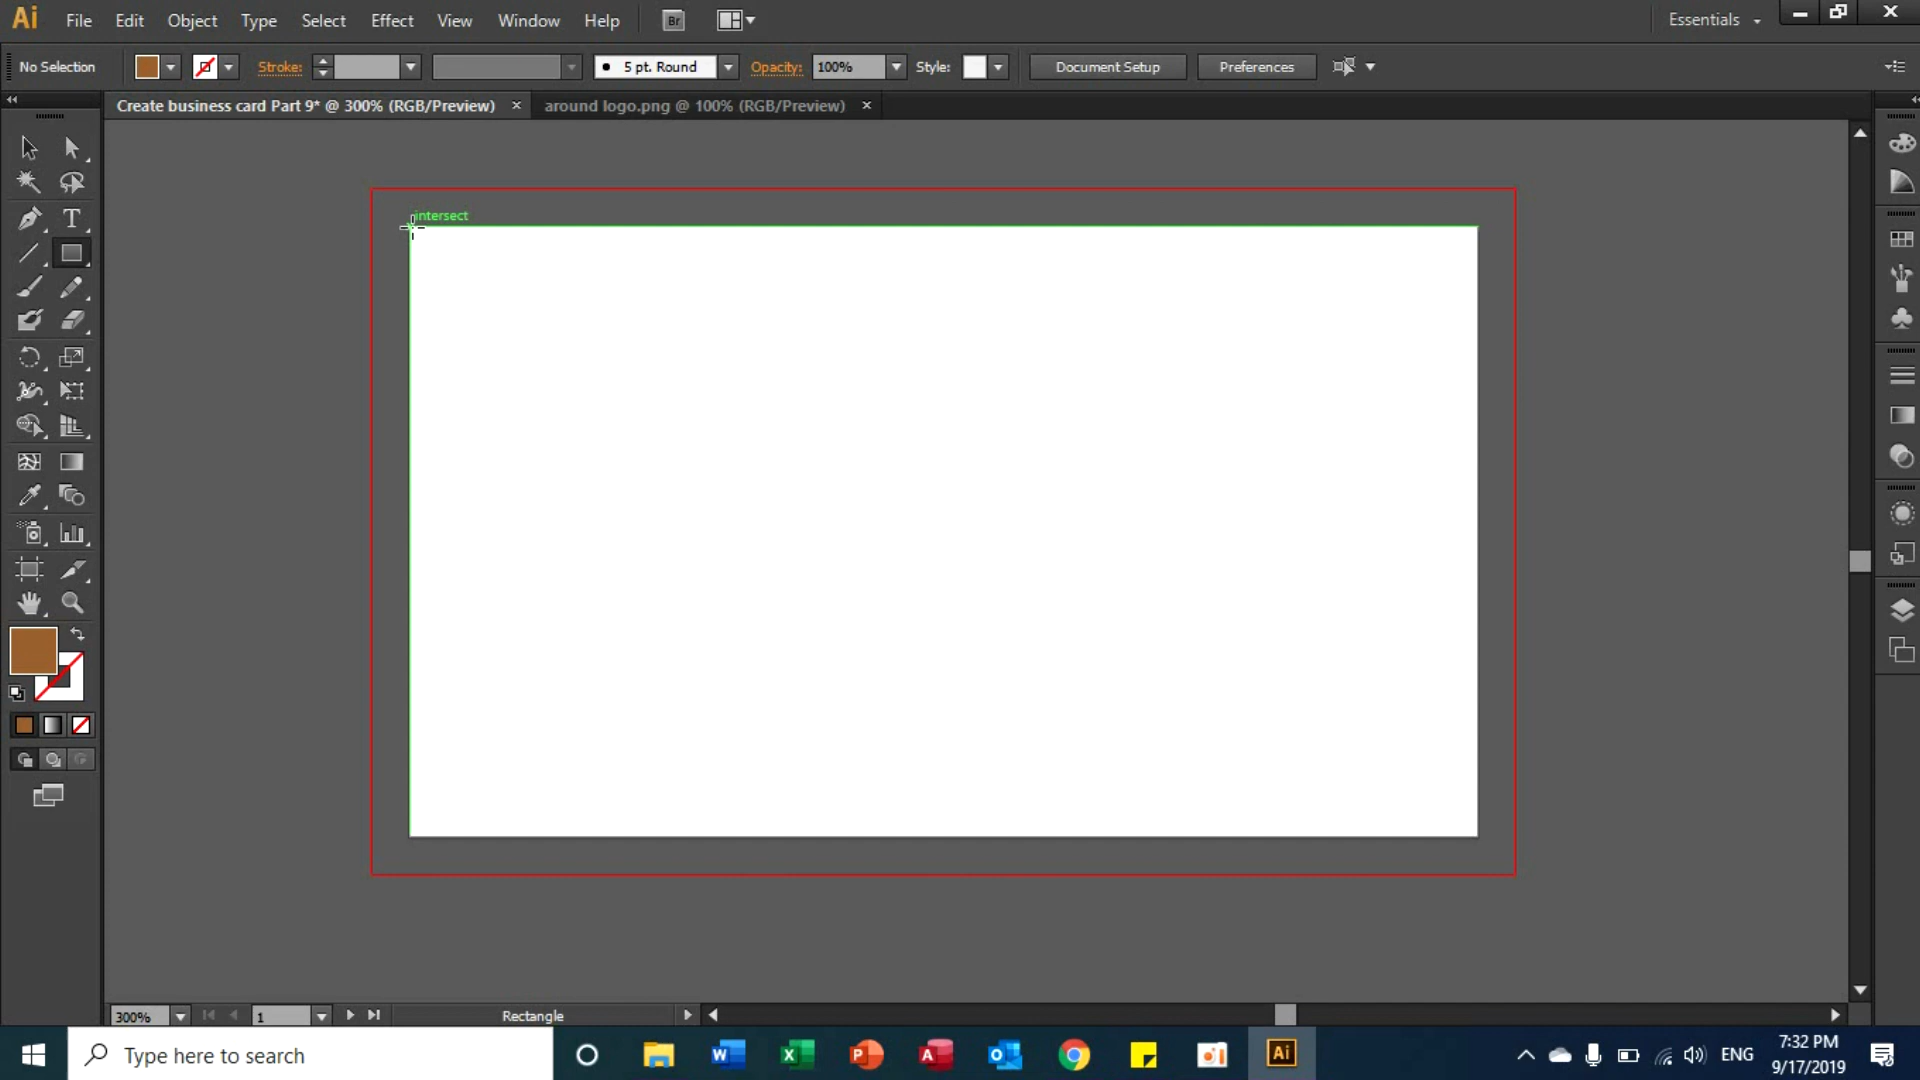 Ai File Edit Object Type Select Effect View Window Help Br
No Selection Stroke: 5 pt. Round Opacity: 100% Style: Document Setup Preferences
Essentials
Create business card Part 9* @ 300% (RGB/Preview) × around logo.png @ 100% (RGB/Preview) ×
intersect
T
300% 1 Rectangle
Type here to search
W X P A O Ai
ENG
7:32 PM
9/17/2019